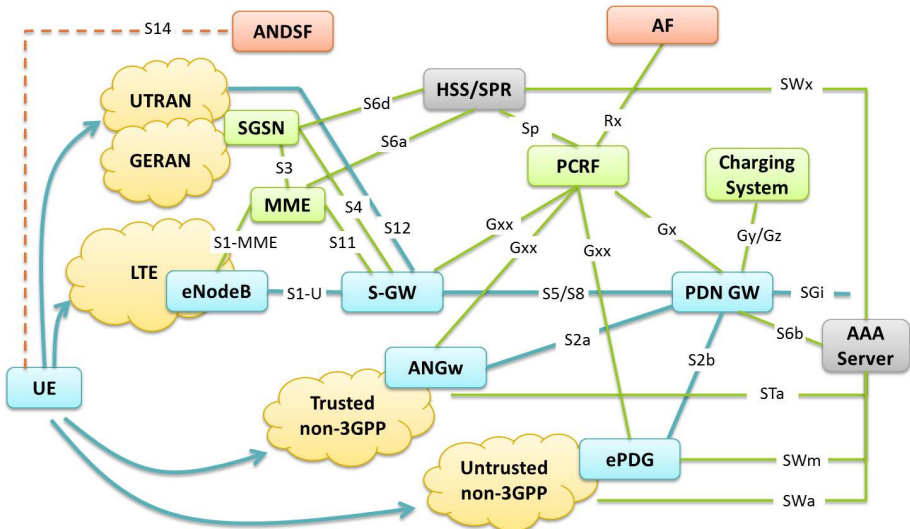 S14
ANDSF
AF
UTRAN
HSS/SPR
SWx
S6d
SGSN
Sp
Rx
GERAN
S6a
PCRF
Charging
System
S3
MME
S4
S12
Gxx
Gxx
Gxx
Gx
Gy/Gz
S1-MME
S11
LTE
eNodeB
S1-U
S-GW
S5/S8
PDN GW
SGi
S2a
S6b
AAA
Server
S2b
UE
ANGw
Trusted
non-3GPP
STa
ePDG
SWm
Untrusted
non-3GPP
SWa